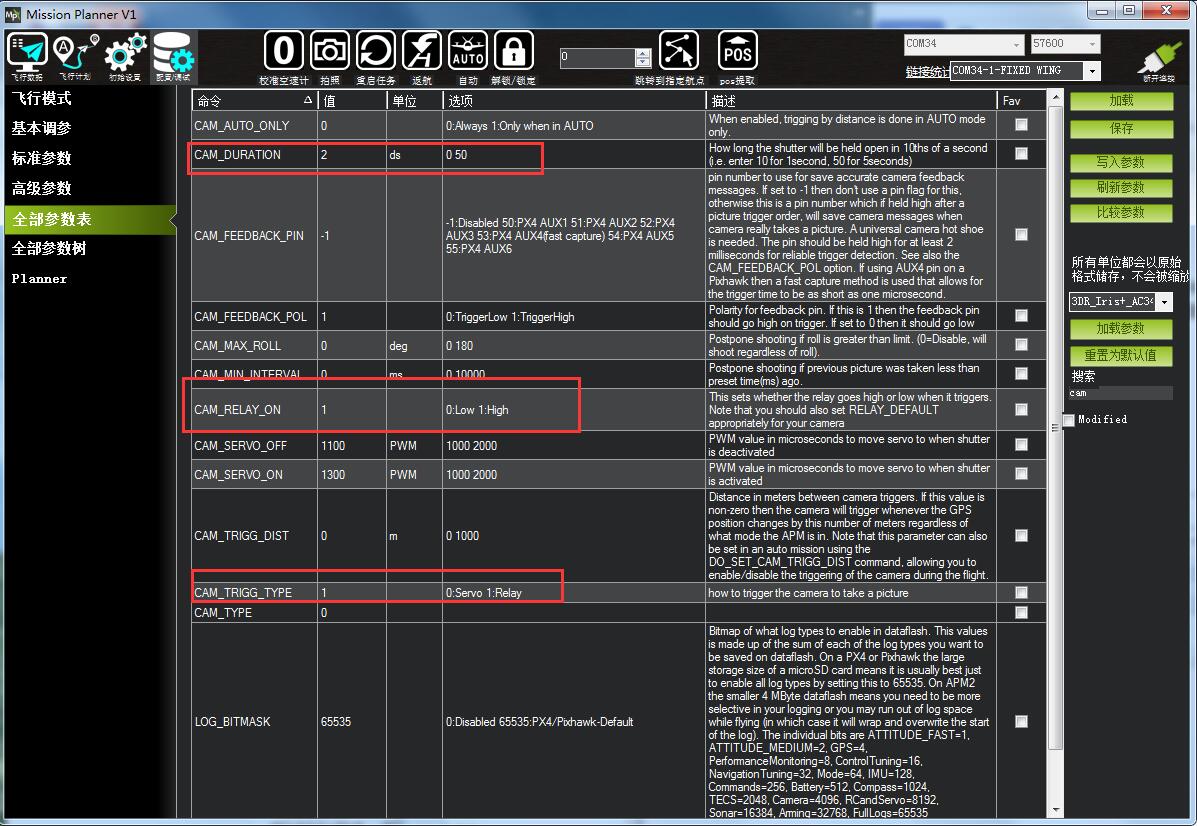 Mission Planner V1
飞行数据
飞行计划
初始设置
配置/调试
校准空速计
拍照
重启任务
返航
AUTO
自动
解锁/锁定
0
跳转到指定航点
POS
pos提取
COM34
57600
链接统计
COM34-1-FIXED WING
断开连接
飞行模式
基本调参
标准参数
高级参数
全部参数表
全部参数树
Planner
命令 值 单位 选项 描述 Fav
CAM_AUTO_ONLY 0 0:Always 1:Only when in AUTO
When enabled, trigging by distance is done in AUTO mode
only.
CAM_DURATION 2 ds 0 50
How long the shutter will be held open in 10ths of a second
(i.e. enter 10 for 1second, 50 for 5seconds)
CAM_FEEDBACK_PIN -1
-1:Disabled 50:PX4 AUX1 51:PX4 AUX2 52:PX4
AUX3 53:PX4 AUX4(fast capture) 54:PX4 AUX5
55:PX4 AUX6
pin number to use for save accurate camera feedback
messages. If set to -1 then don't use a pin flag for this,
otherwise this is a pin number which if held high after a
picture trigger order, will save camera messages when
camera really takes a picture. A universal camera hot shoe
is needed. The pin should be held high for at least 2
milliseconds for reliable trigger detection. See also the
CAM_FEEDBACK_POL option. If using AUX4 pin on a
Pixhawk then a fast capture method is used that allows for
the trigger time to be as short as one microsecond.
CAM_FEEDBACK_POL 1 0:TriggerLow 1:TriggerHigh
Polarity for feedback pin. If this is 1 then the feedback pin
should go high on trigger. If set to 0 then it should go low
CAM_MAX_ROLL 0 deg 0 180
Postpone shooting if roll is greater than limit. (0=Disable, will
shoot regardless of roll).
CAM_MIN_INTERVAL 0 ms 0 10000
Postpone shooting if previous picture was taken less than
preset time(ms) ago.
CAM_RELAY_ON 1 0:Low 1:High
This sets whether the relay goes high or low when it triggers.
Note that you should also set RELAY_DEFAULT
appropriately for your camera
CAM_SERVO_OFF 1100 PWM 1000 2000
PWM value in microseconds to move servo to when shutter
is deactivated
CAM_SERVO_ON 1300 PWM 1000 2000
PWM value in microseconds to move servo to when shutter
is activated
CAM_TRIGG_DIST 0 m 0 1000
Distance in meters between camera triggers. If this value is
non-zero then the camera will trigger whenever the GPS
position changes by this number of meters regardless of
what mode the APM is in. Note that this parameter can also
be set in an auto mission using the
DO_SET_CAM_TRIGG_DIST command, allowing you to
enable/disable the triggering of the camera during the flight.
CAM_TRIGG_TYPE 1 0:Servo 1:Relay how to trigger the camera to take a picture
CAM_TYPE 0
LOG_BITMASK 65535 0:Disabled 65535:PX4/Pixhawk-Default
Bitmap of what log types to enable in dataflash. This values
is made up of the sum of each of the log types you want to
be saved on dataflash. On a PX4 or Pixhawk the large
storage size of a microSD card means it is usually best just
to enable all log types by setting this to 65535. On APM2
the smaller 4 MByte dataflash means you need to be more
selective in your logging or you may run out of log space
while flying (in which case it will wrap and overwrite the start
of the log). The individual bits are ATTITUDE_FAST=1,
ATTITUDE_MEDIUM=2, GPS=4,
PerformanceMonitoring=8, ControlTuning=16,
NavigationTuning=32, Mode=64, IMU=128,
Commands=256, Battery=512, Compass=1024,
TECS=2048, Camera=4096, RCandServo=8192,
Sonar=16384, Arming=32768, FullLogs=65535
加载
保存
写入参数
刷新参数
比较参数
所有单位都会以原始
格式储存，不会被缩放
3DR_Iris+_AC34
加载参数
重置为默认值
搜索
cam
Modified